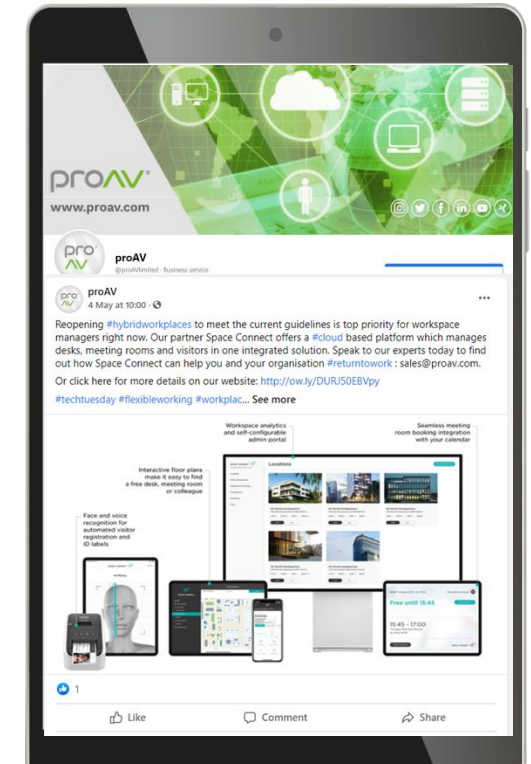 proAV
www.proav.com
pro
AV
proAV
@proAVlimited · Business service
pro
AV
proAV
4 May at 10:00 ·
Reopening #hybridworkplaces to meet the current guidelines is top priority for workspace
managers right now. Our partner Space Connect offers a #cloud based platform which manages
desks, meeting rooms and visitors in one integrated solution. Speak to our experts today to find
out how Space Connect can help you and your organisation #returntowork : sales@proav.com.
Or click here for more details on our website: http://ow.ly/DURJ50EBVpy
#techtuesday #flexibleworking #workplac... See more
Workspace analytics
and self-configurable
admin portal
Seamless meeting
room booking integration
with your calendar
Interactive floor plans
make it easy to find
a free desk, meeting room
or colleague
Face and voice
recognition for
automated visitor
registration and
ID labels
Locations
Free until 15:45
15:45 - 17:00
1
Like
Comment
Share